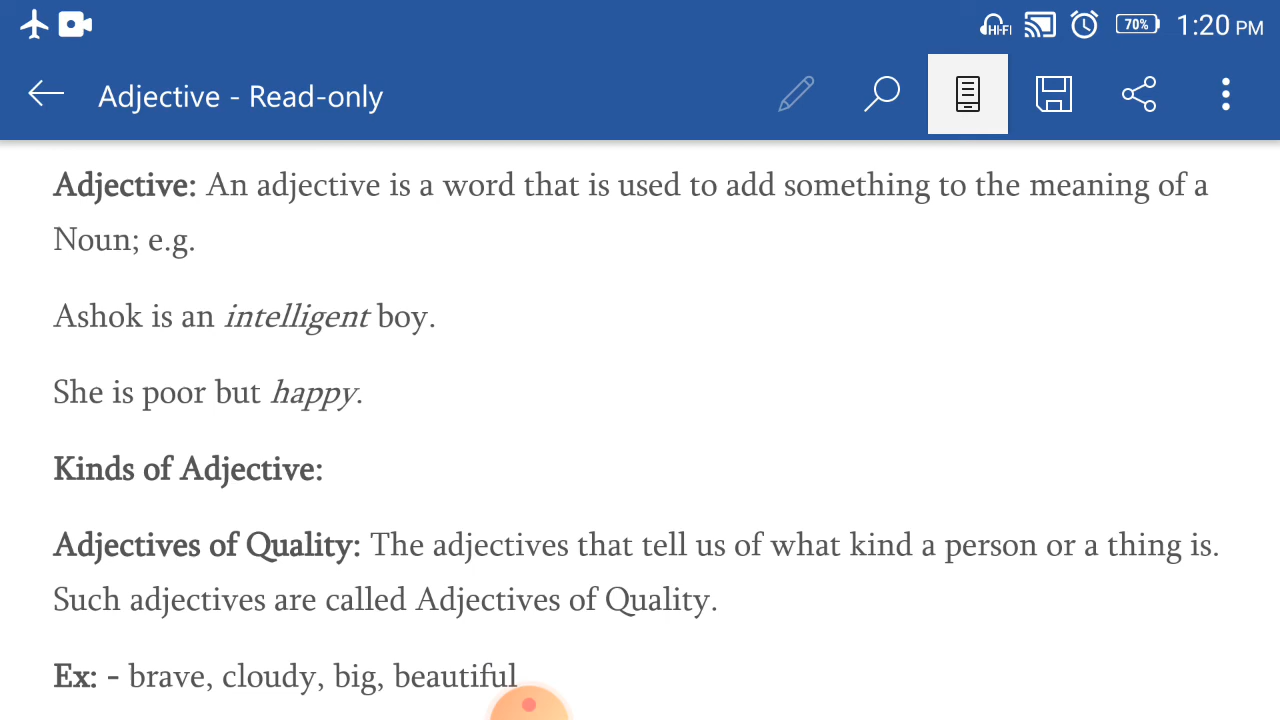 HI-FI 70% 1:20 PM
Adjective - Read-only
Adjective: An adjective is a word that is used to add something to the meaning of a
Noun; e.g.
Ashok is an intelligent boy.
She is poor but happy.
Kinds of Adjective:
Adjectives of Quality: The adjectives that tell us of what kind a person or a thing is.
Such adjectives are called Adjectives of Quality.
Ex: - brave, cloudy, big, beautiful